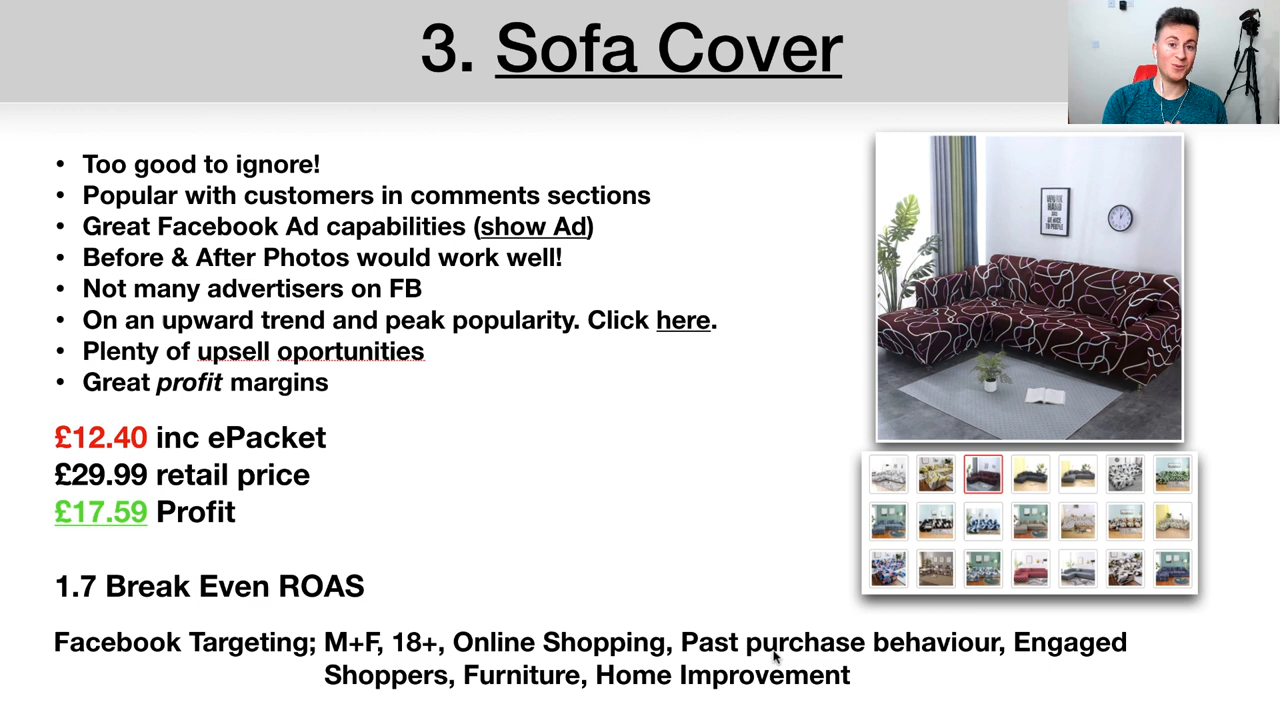 3. Sofa Cover
• Too good to ignore!
• Popular with customers in comments sections
• Great Facebook Ad capabilities (show Ad)
• Before & After Photos would work well!
• Not many advertisers on FB
• On an upward trend and peak popularity. Click here.
• Plenty of upsell oportunities
• Great profit margins
£12.40 inc ePacket
£29.99 retail price
£17.59 Profit
1.7 Break Even ROAS
Facebook Targeting; M+F, 18+, Online Shopping, Past purchase behaviour, Engaged
Shoppers, Furniture, Home Improvement